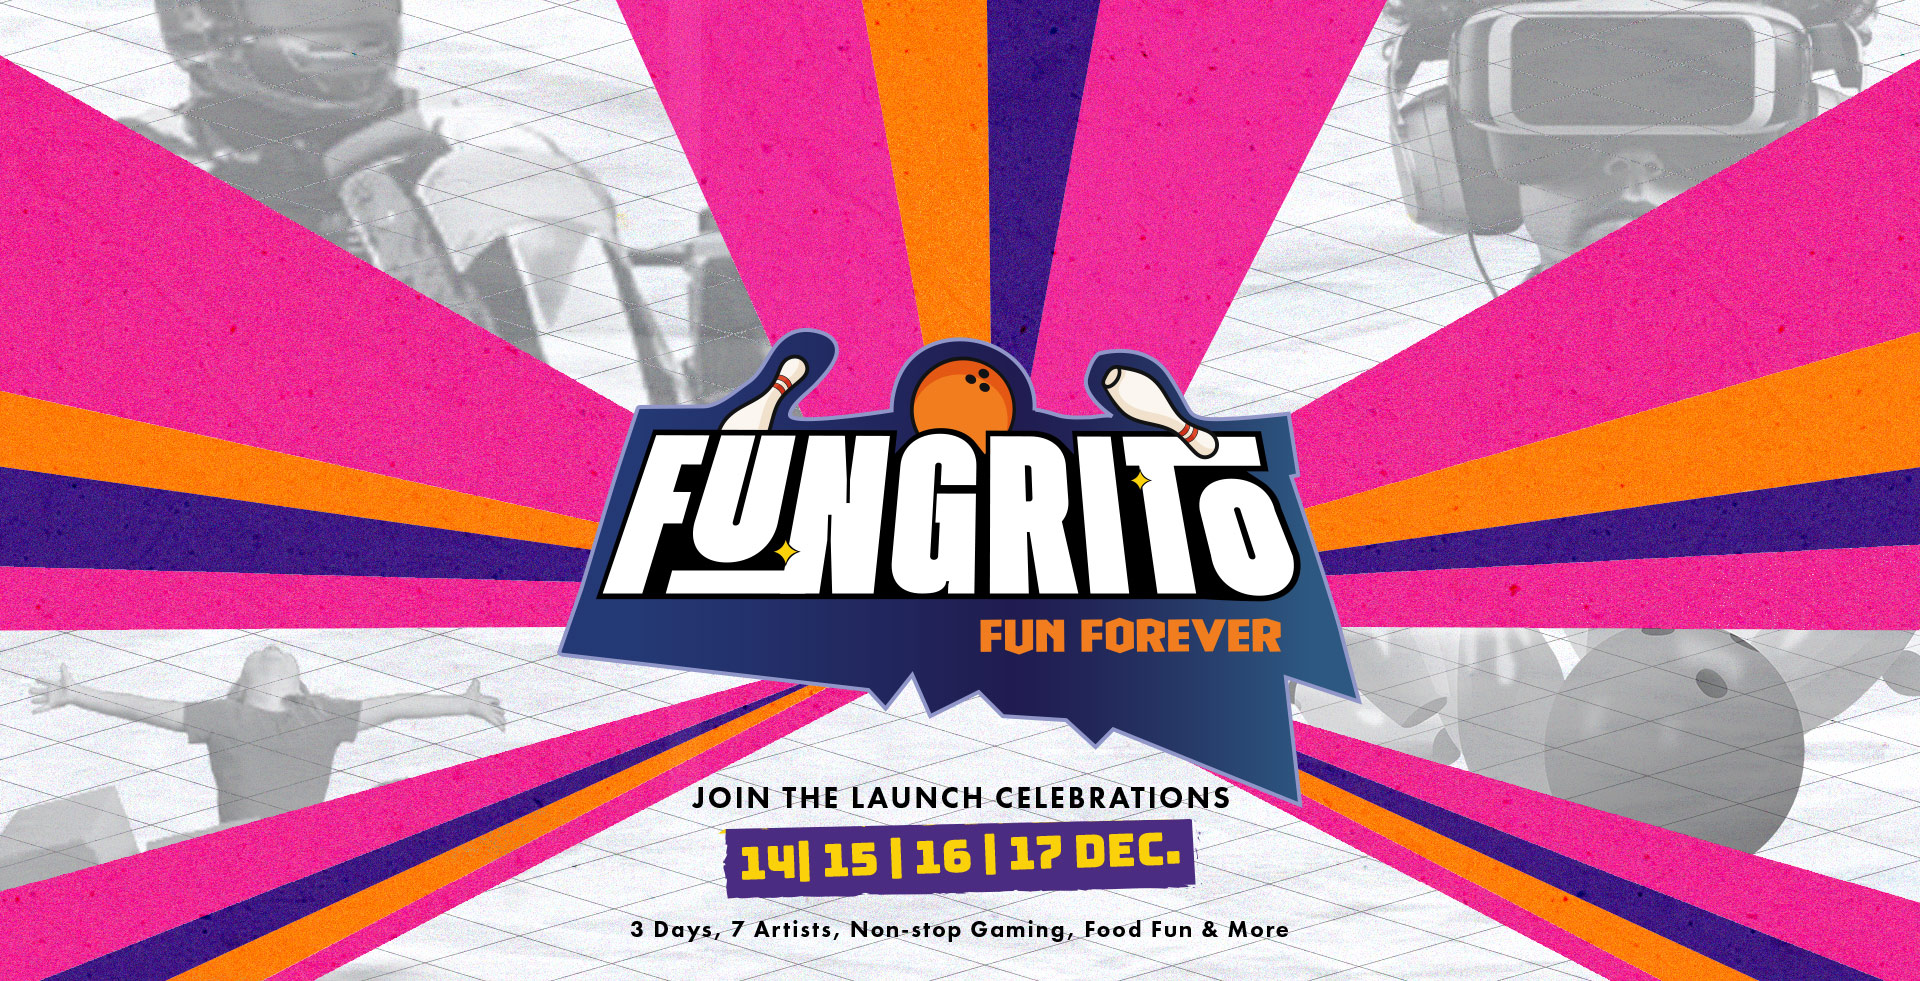 FUNGRITO
FUN FOREVER
JOIN THE LAUNCH CELEBRATIONS
14| 15 | 16 | 17 DEC.
3 Days, 7 Artists, Non-stop Gaming, Food Fun & More